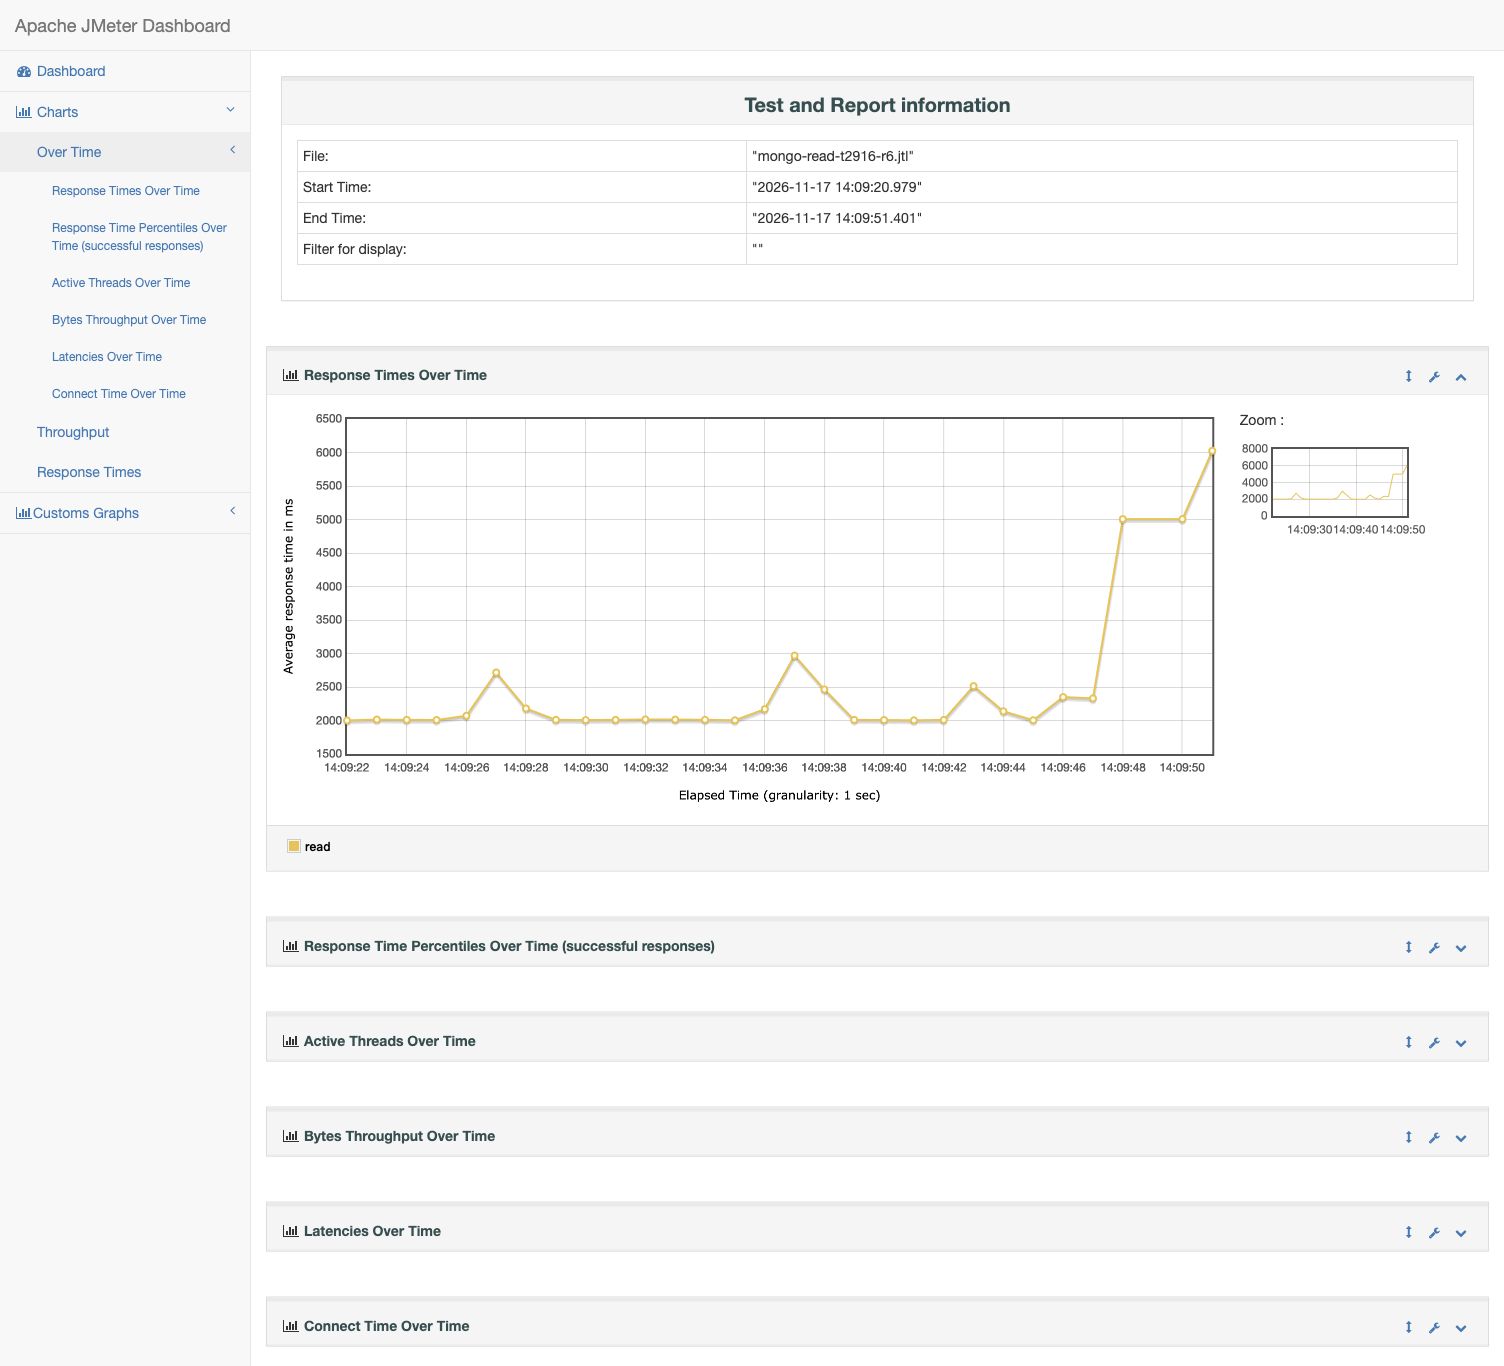 Apache JMeter Dashboard
Dashboard
Charts
Over Time
Response Times Over Time
Response Time Percentiles Over
Time (successful responses)
Active Threads Over Time
Bytes Throughput Over Time
Latencies Over Time
Connect Time Over Time
Throughput
Response Times
Customs Graphs
Test and Report information
File: "mongo-read-t2916-r6.jtl"
Start Time: "2026-11-17 14:09:20.979"
End Time: "2026-11-17 14:09:51.401"
Filter for display: ""
Response Times Over Time
Average response time in ms
6500
6000
5500
5000
4500
4000
3500
3000
2500
2000
1500
14:09:22 14:09:24 14:09:26 14:09:28 14:09:30 14:09:32 14:09:34 14:09:36 14:09:38 14:09:40 14:09:42 14:09:44 14:09:46 14:09:48 14:09:50
Elapsed Time (granularity: 1 sec)
Zoom :
8000
6000
4000
2000
0
14:09:30 14:09:40 14:09:50
read
Response Time Percentiles Over Time (successful responses)
Active Threads Over Time
Bytes Throughput Over Time
Latencies Over Time
Connect Time Over Time